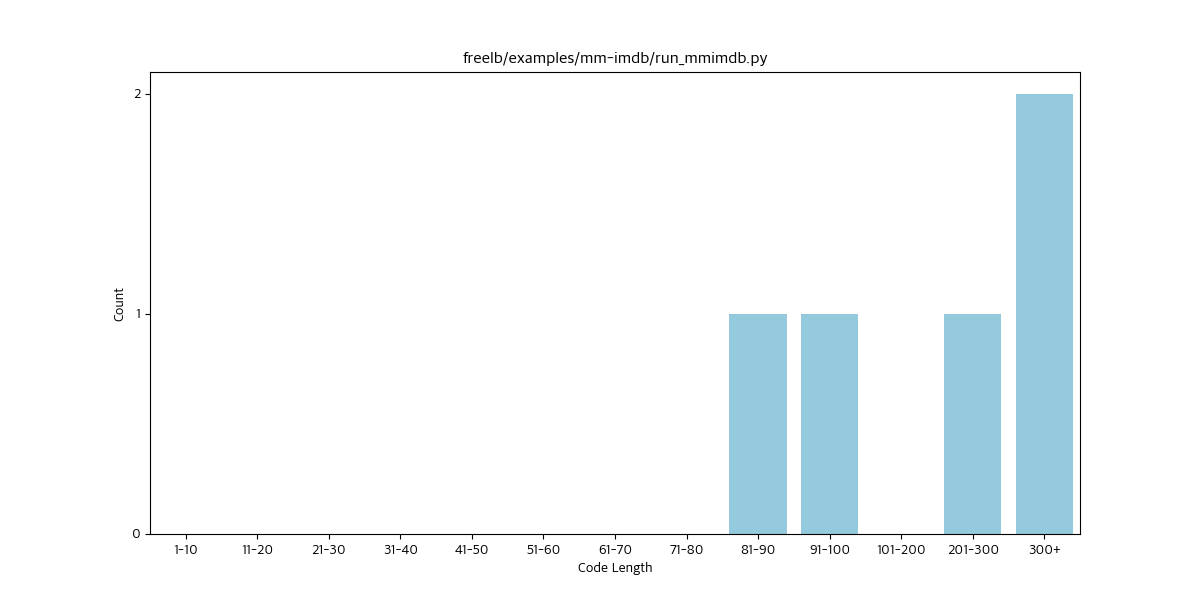 freelb/examples/mm-imdb/run_mmimdb.py
2
1
0
Count
1-10 11-20 21-30 31-40 41-50 51-60 61-70 71-80 81-90 91-100 101-200 201-300 300+
Code Length